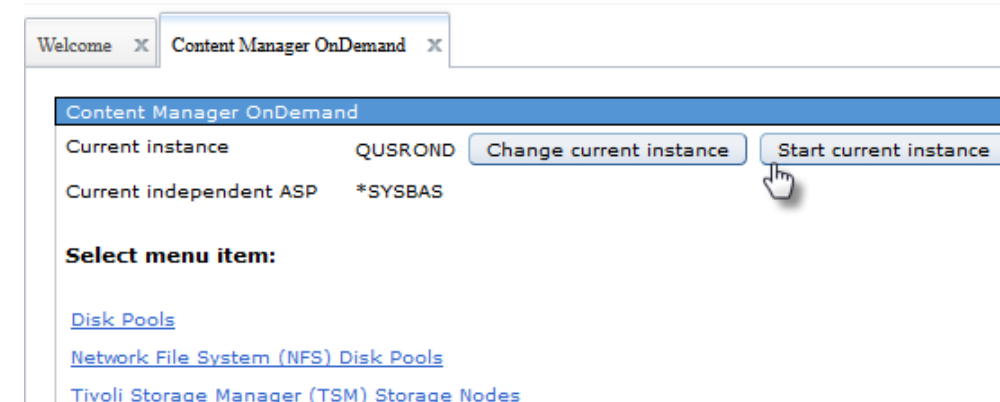 Welcome x Content Manager OnDemand x
Content Manager OnDemand
Current instance QUSROND Change current instance Start current instance
Current independent ASP *SYSBAS
Select menu item:
Disk Pools
Network File System (NFS) Disk Pools
Tivoli Storage Manager (TSM) Storage Nodes